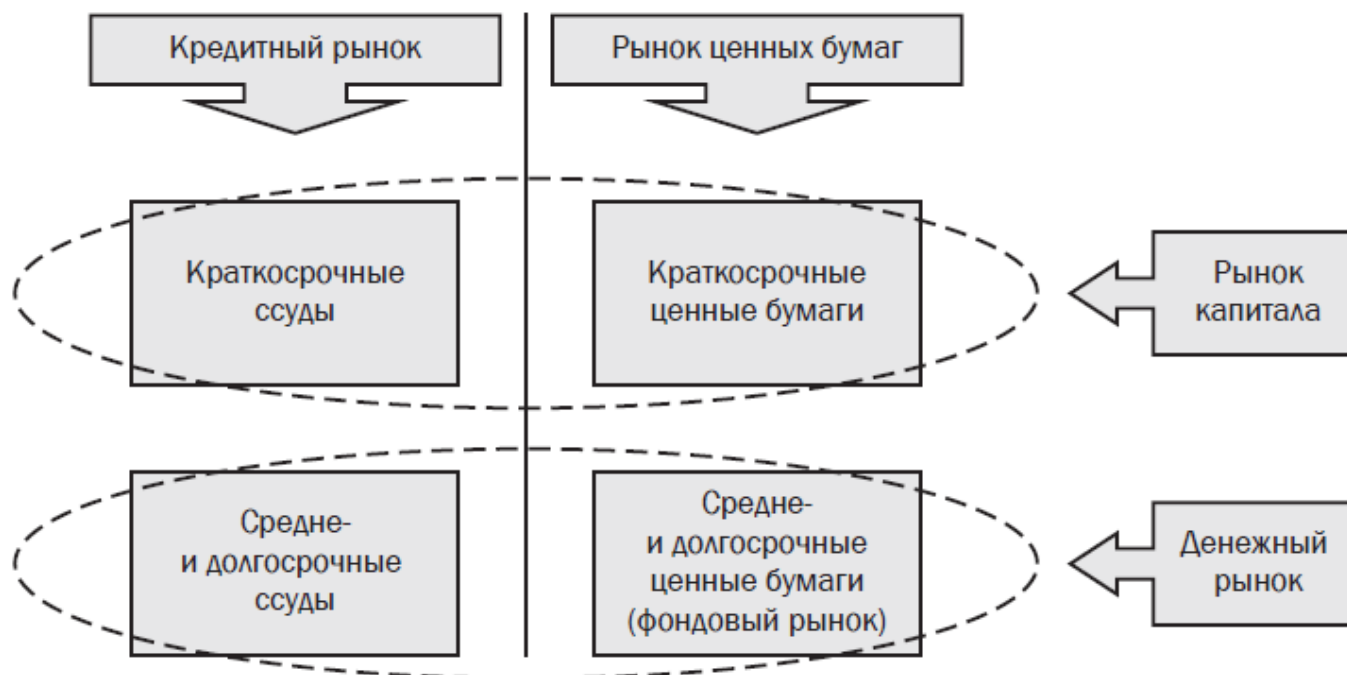 Кредитный рынок
Рынок ценных бумаг
Краткосрочные
ссуды
Краткосрочные
ценные бумаги
Рынок
капитала
Средне-
и долгосрочные
ссуды
Средне-
и долгосрочные
ценные бумаги
(фондовый рынок)
Денежный
рынок